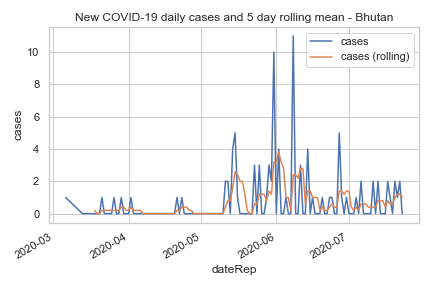 New COVID-19 daily cases and 5 day rolling mean - Bhutan
cases
cases (rolling)
10
8
6
4
2
0
cases
2020-03
2020-04
2020-05
2020-06
2020-07
dateRep